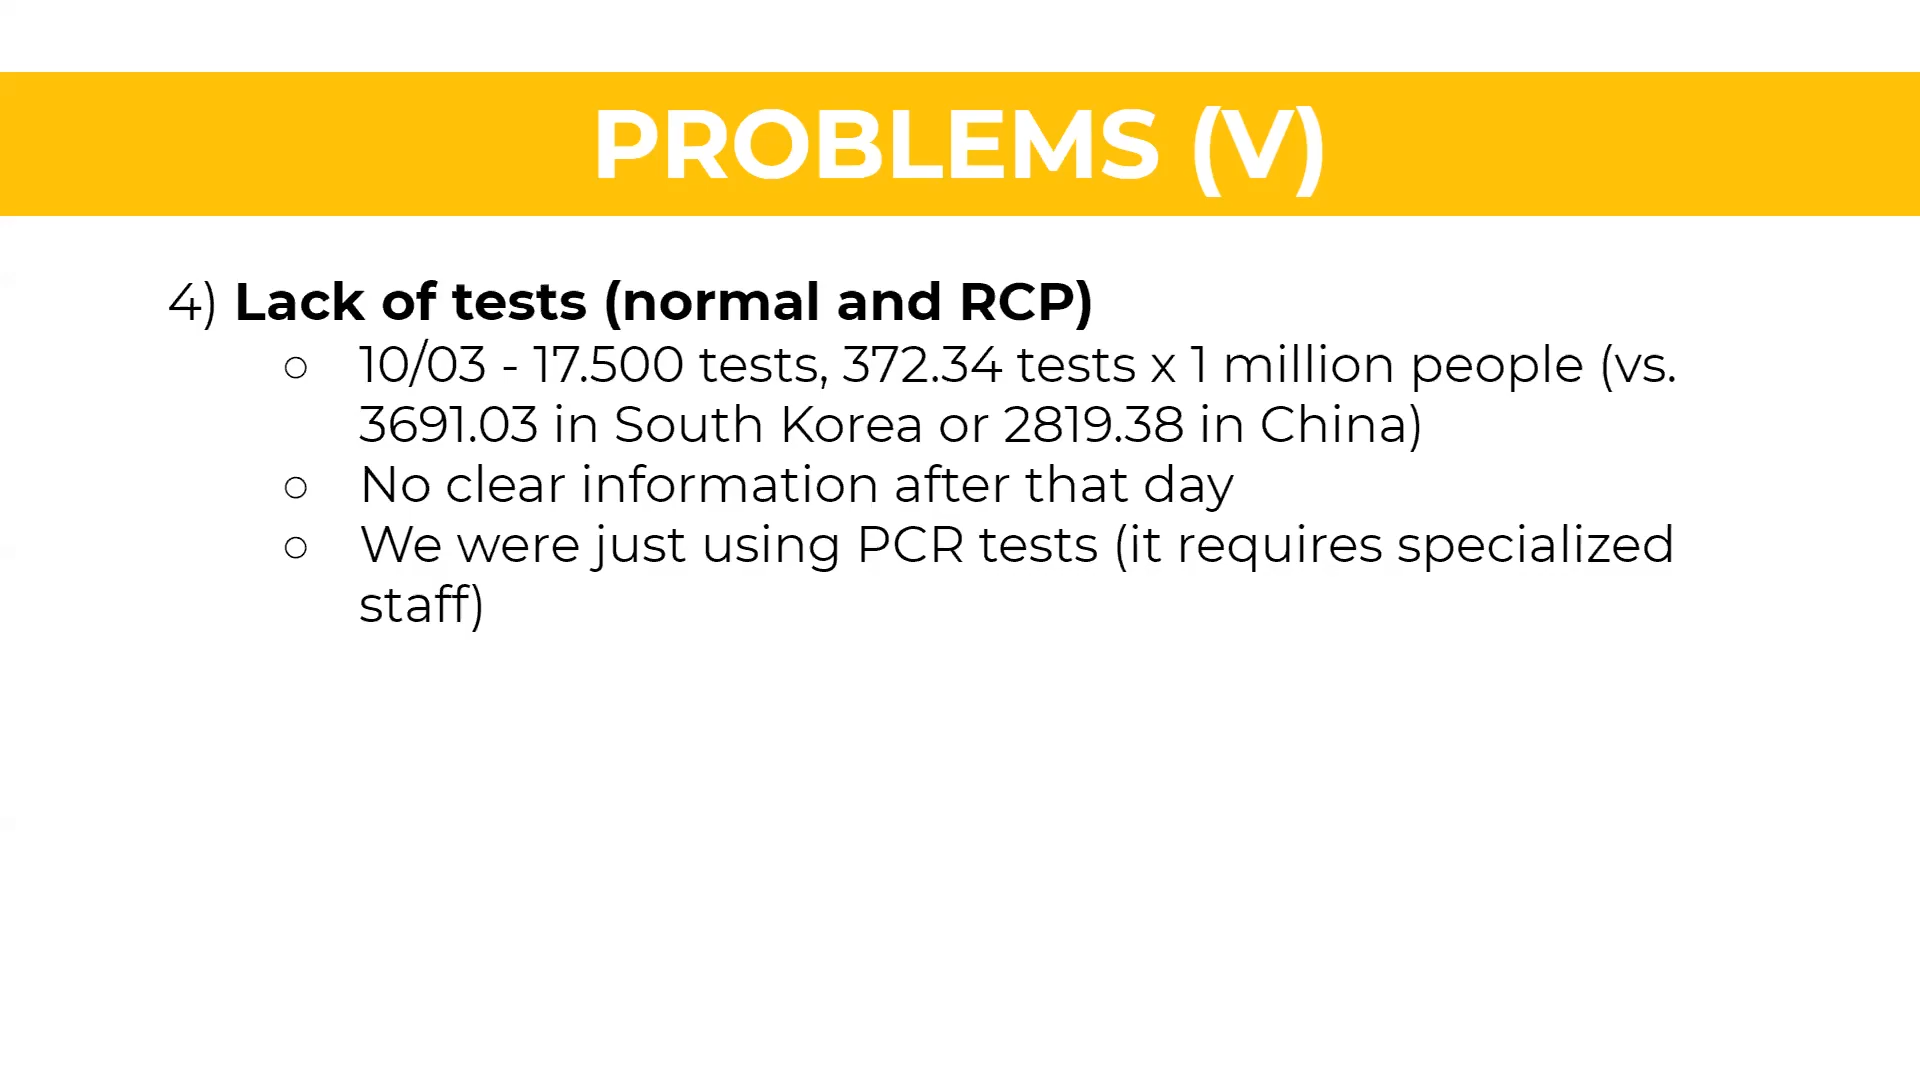 PROBLEMS (V)
4) Lack of tests (normal and RCP)
○ 10/03 - 17.500 tests, 372.34 tests x 1 million people (vs.
3691.03 in South Korea or 2819.38 in China)
○ No clear information after that day
○ We were just using PCR tests (it requires specialized
staff)